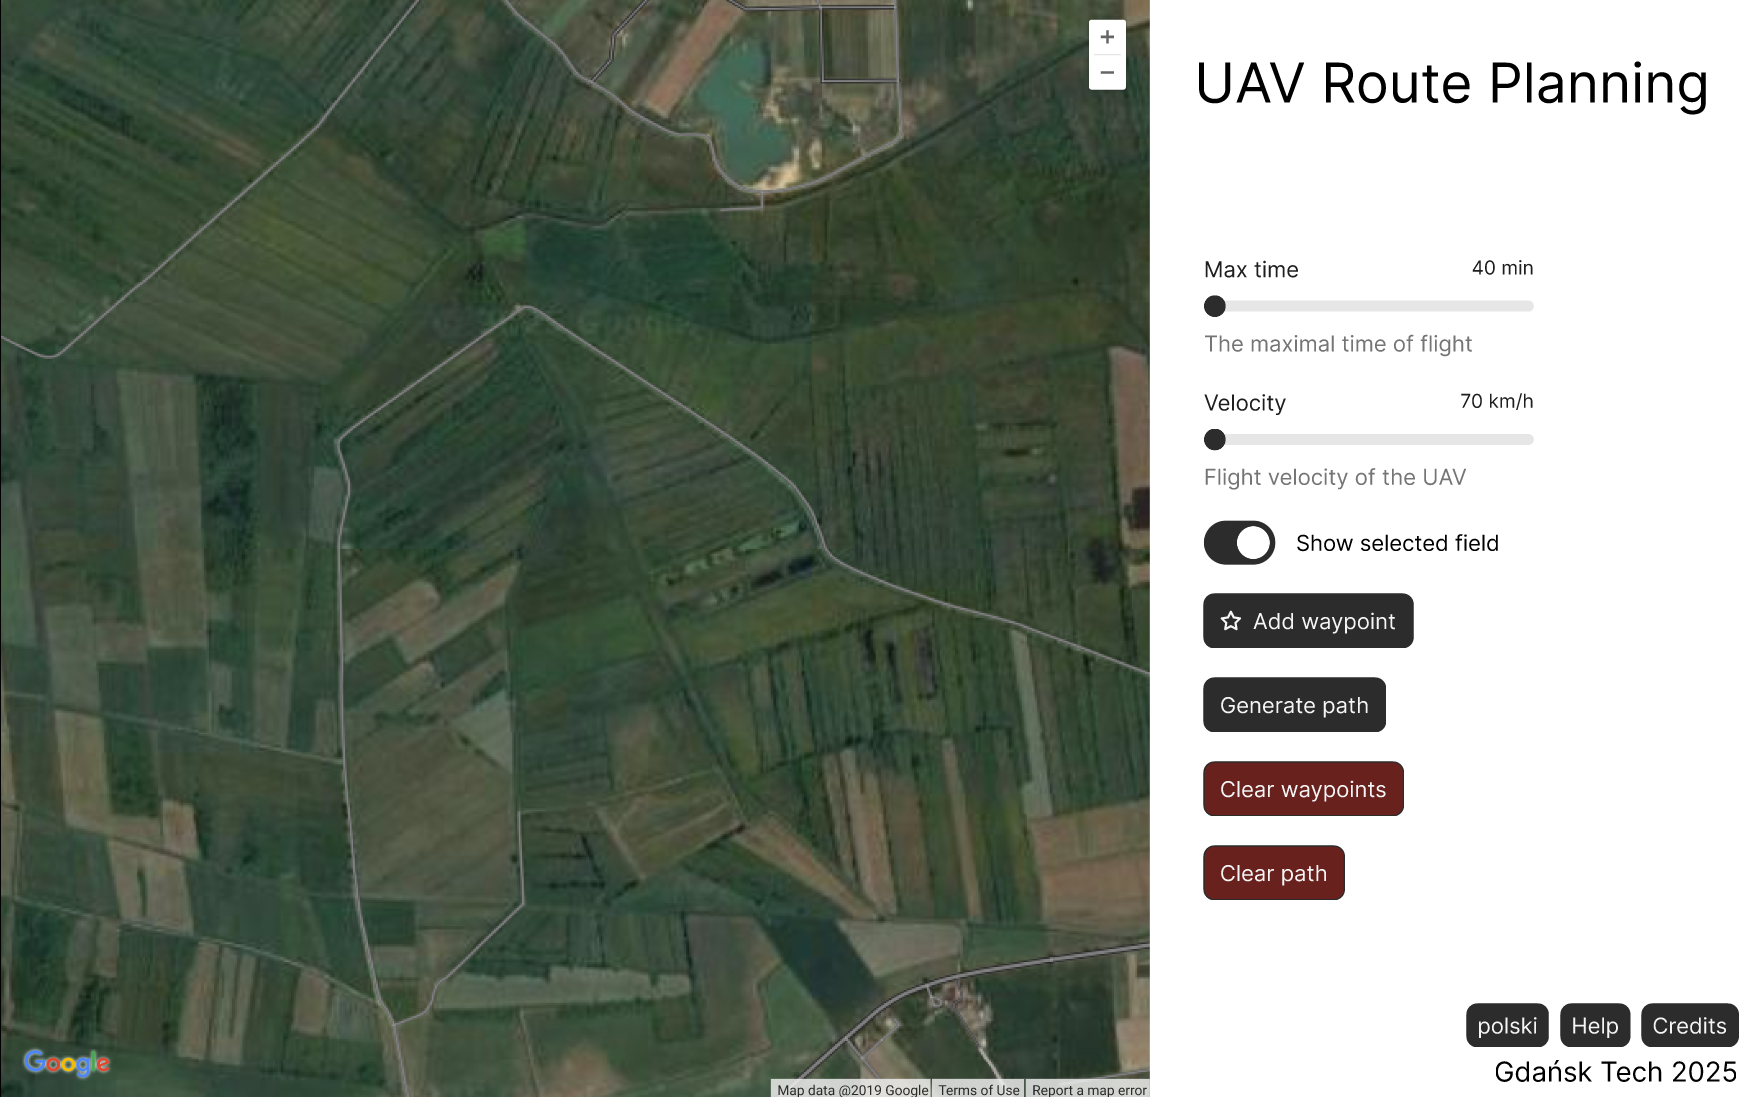 UAV Route Planning
Max time 40 min
The maximal time of flight
Velocity 70 km/h
Flight velocity of the UAV
Show selected field
Add waypoint
Generate path
Clear waypoints
Clear path
polski Help Credits
Gdańsk Tech 2025
Google
Map data @2019 Google Terms of Use Report a map error